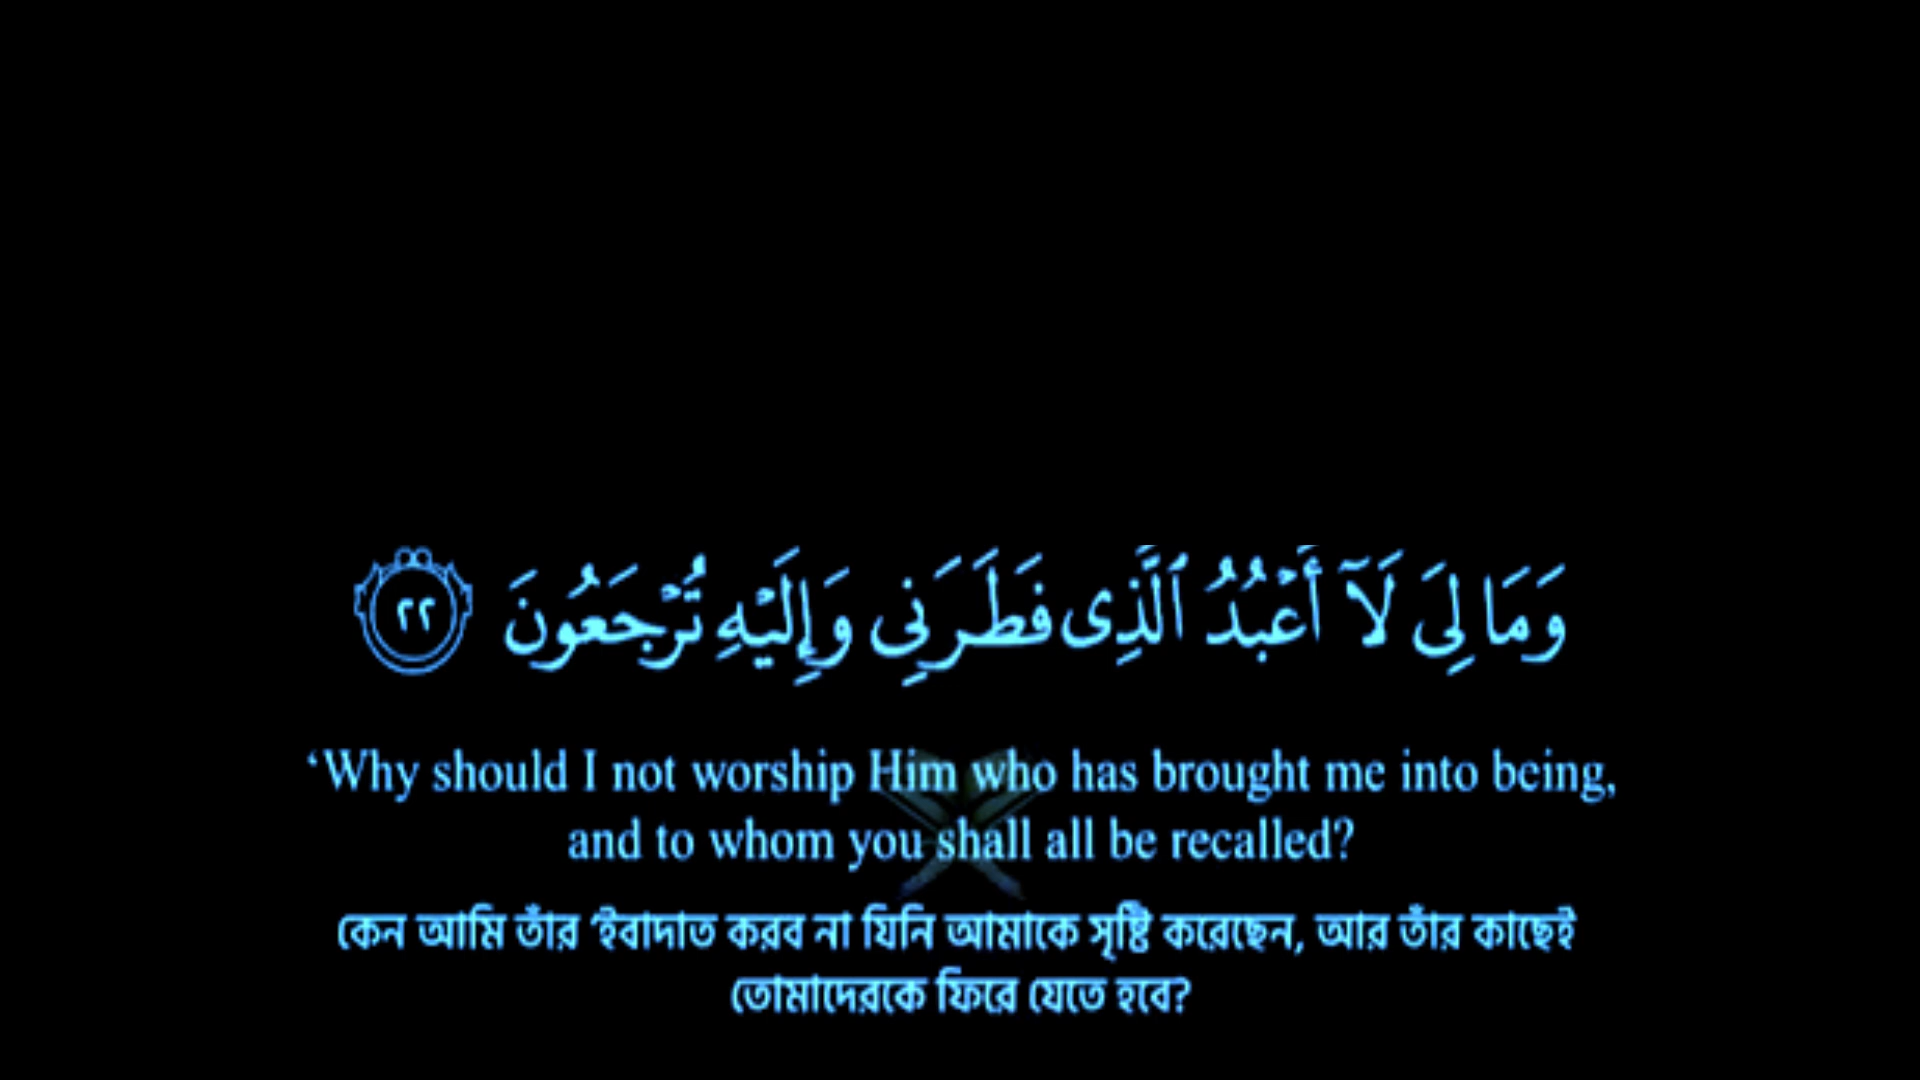 وَمَا لِىَ لَآ أَعْبُدُ ٱلَّذِى فَطَرَنِى وَإِلَيْهِ تُرْجَعُونَ ٢٢
‘Why should I not worship Him who has brought me into being,
and to whom you shall all be recalled?
কেন আমি তাঁর ‘ইবাদাত করব না যিনি আমাকে সৃষ্টি করেছেন, আর তাঁর কাছেই
তোমাদেরকে ফিরে যেতে হবে?